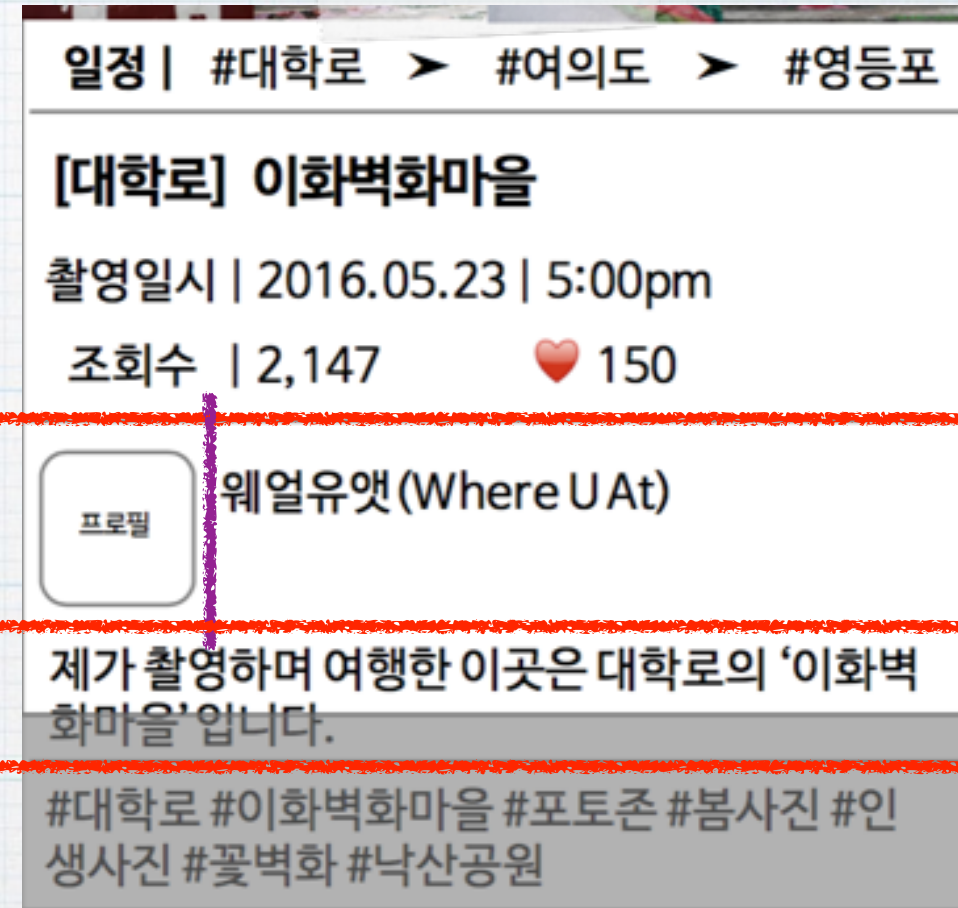 일정 | #대학로 ➤ #여의도 ➤ #영등포
[대학로] 이화벽화마을
촬영일시 | 2016.05.23 | 5:00pm
조회수 | 2,147 ❤ 150
프로필
웨얼유앳(Where U At)
제가 촬영하며 여행한 이곳은 대학로의 ‘이화벽
화마을’ 입니다.
#대학로 #이화벽화마을 #포토존 #봄사진 #인
생사진 #꽃벽화 #낙산공원